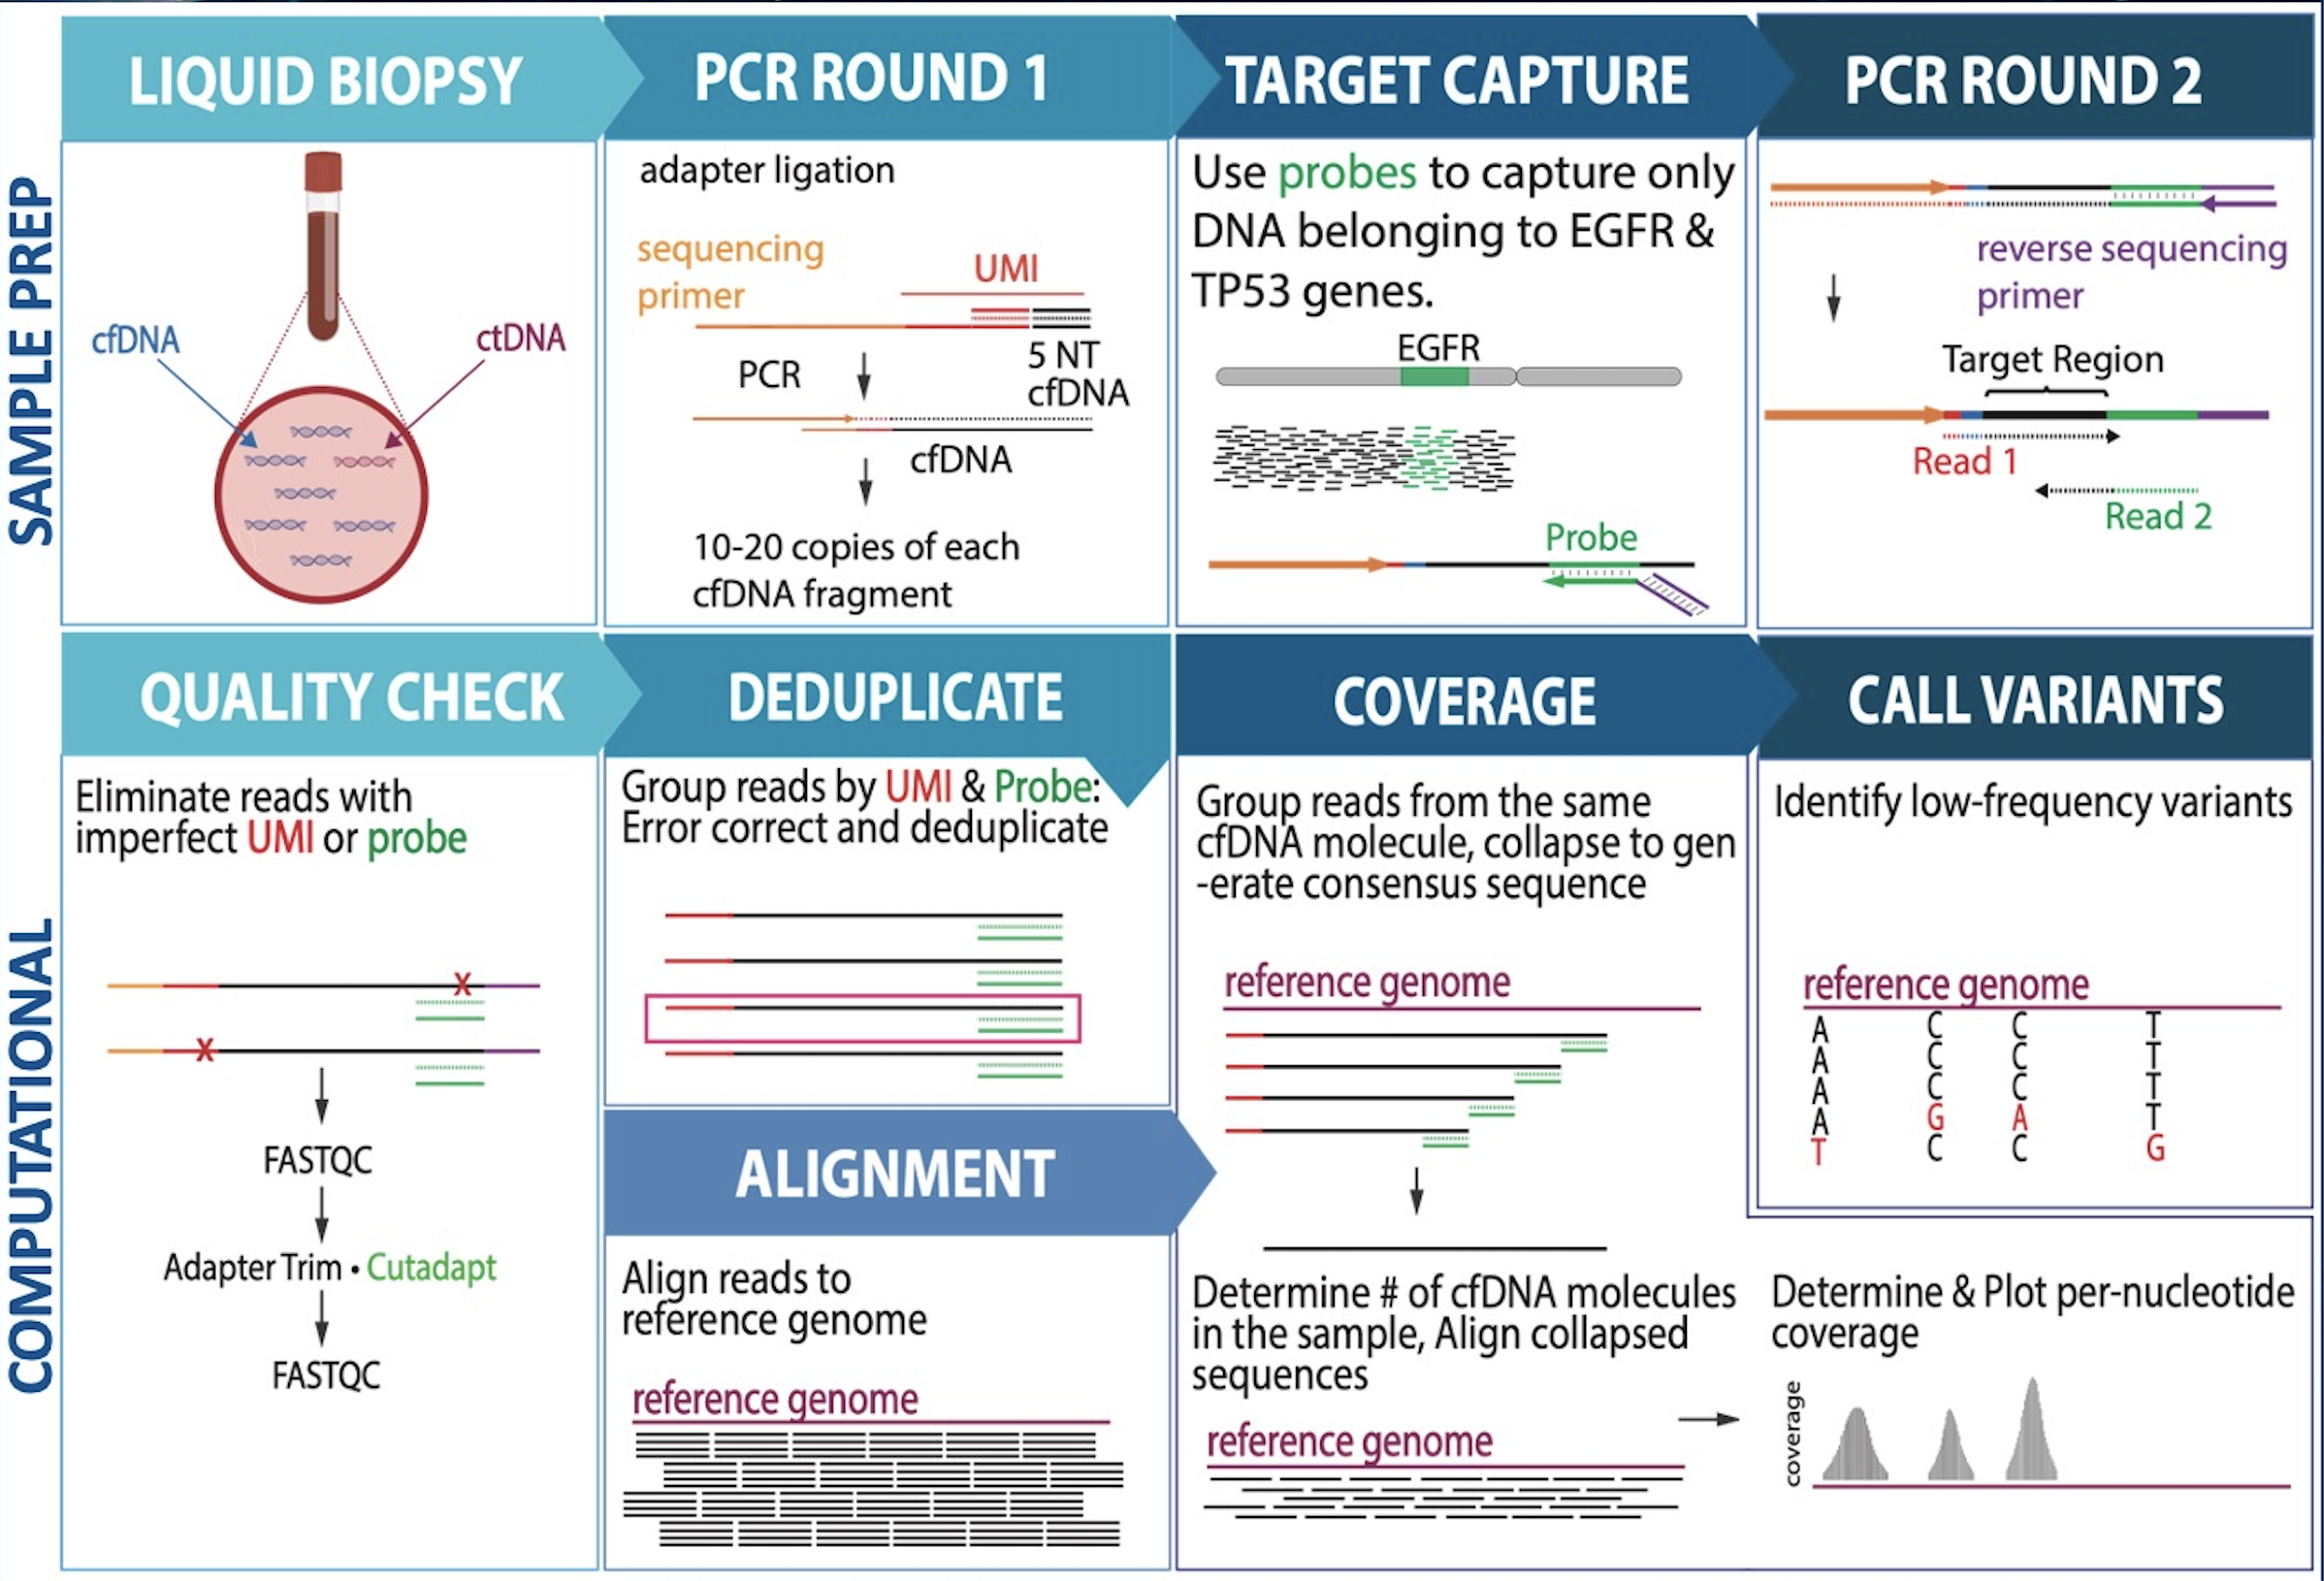 SAMPLE PREP
LIQUID BIOPSY
cfDNA
ctDNA
PCR ROUND 1
adapter ligation
sequencing
primer
UMI
5 NT
cfDNA
PCR
cfDNA
10-20 copies of each
cfDNA fragment
TARGET CAPTURE
Use probes to capture only
DNA belonging to EGFR &
TP53 genes.
EGFR
Probe
PCR ROUND 2
reverse sequencing
primer
Target Region
Read 1
Read 2
COMPUTATIONAL
QUALITY CHECK
Eliminate reads with
imperfect UMI or probe
X
X
FASTQC
Adapter Trim • Cutadapt
FASTQC
DEDUPLICATE
Group reads by UMI & Probe:
Error correct and deduplicate
ALIGNMENT
Align reads to
reference genome
reference genome
COVERAGE
Group reads from the same
cfDNA molecule, collapse to gen
-erate consensus sequence
reference genome
Determine # of cfDNA molecules
in the sample, Align collapsed
sequences
reference genome
CALL VARIANTS
Identify low-frequency variants
reference genome
A C C T
A C C T
A C C T
A G A T
T C C G
Determine & Plot per-nucleotide
coverage
coverage